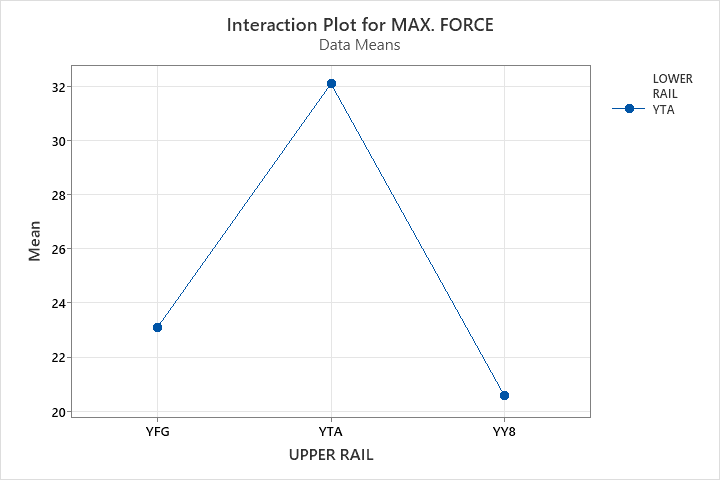 Interaction Plot for MAX. FORCE
Data Means
LOWER
RAIL
YTA
Mean
32
30
28
26
24
22
20
YFG
YTA
YY8
UPPER RAIL